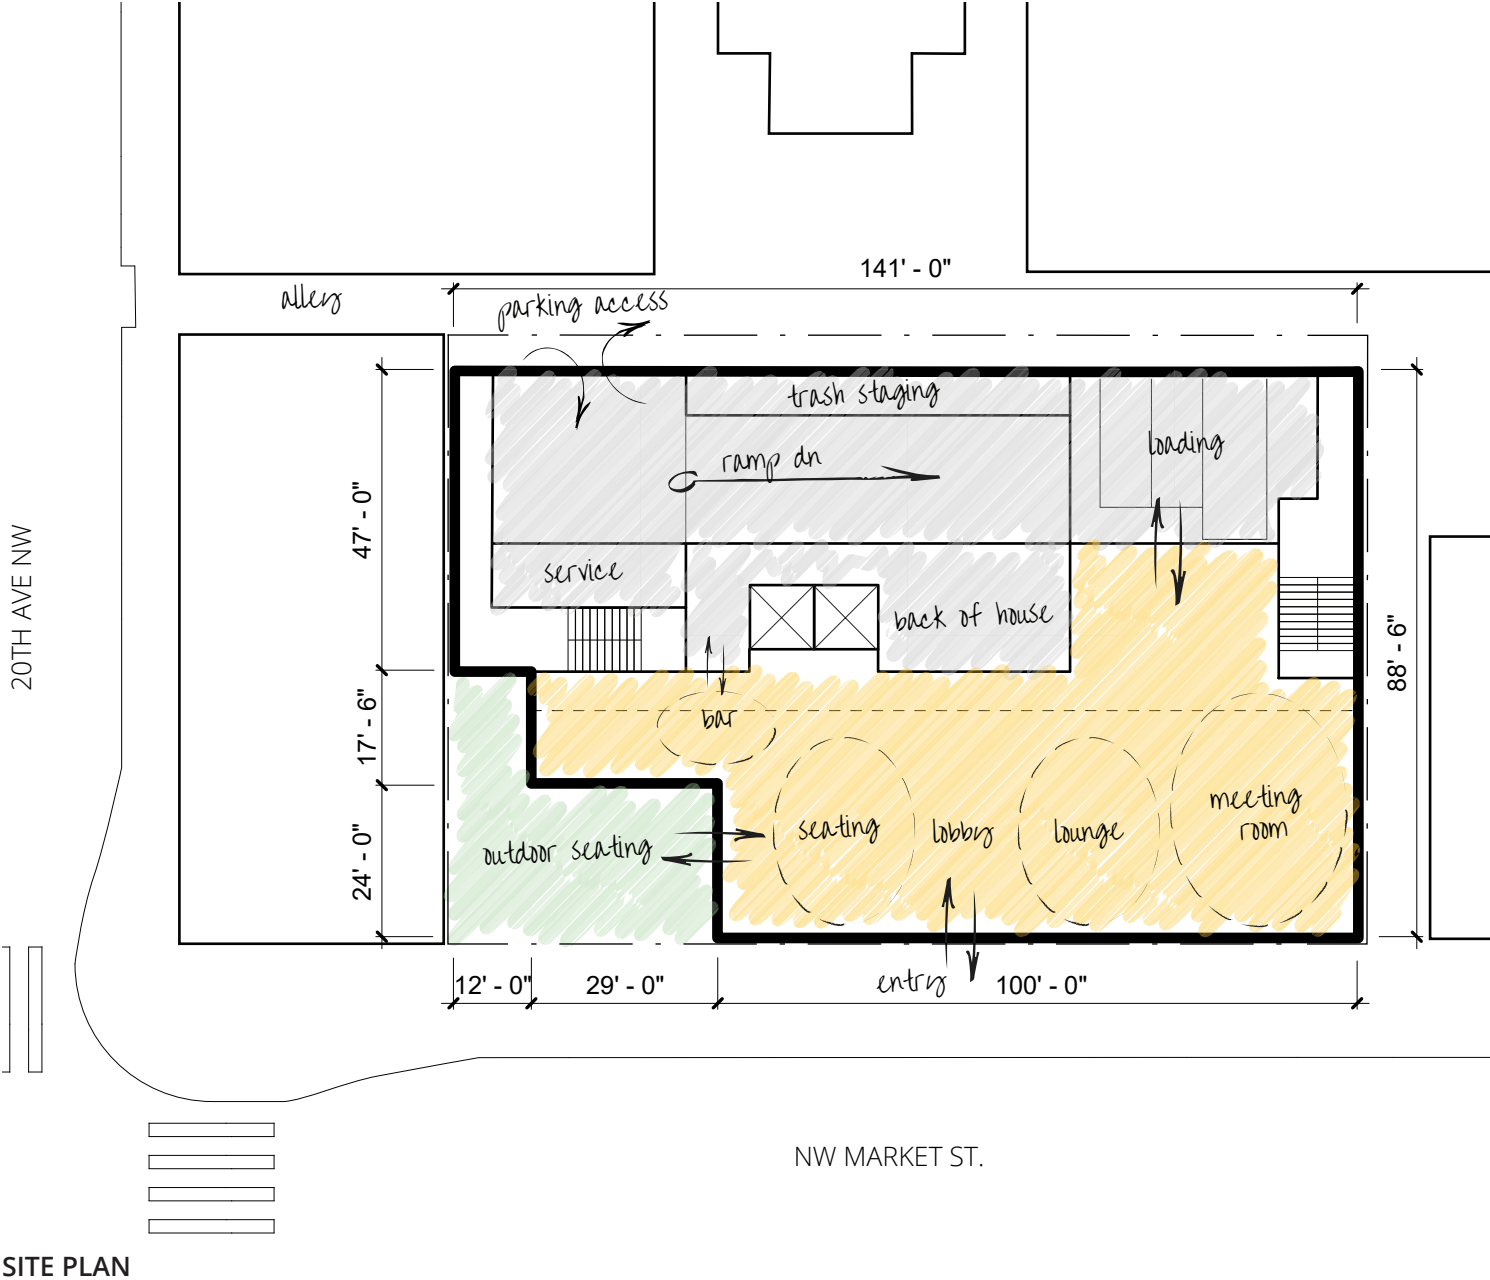 141' - 0"
alley
parking access
trash staging
loading
ramp dn
47' - 0"
20TH AVE NW
service
back of house
88' - 6"
17' - 6"
bar
meeting
room
seating
lobby
lounge
outdoor seating
24' - 0"
12' - 0"
29' - 0"
entry
100' - 0"
NW MARKET ST.
SITE PLAN